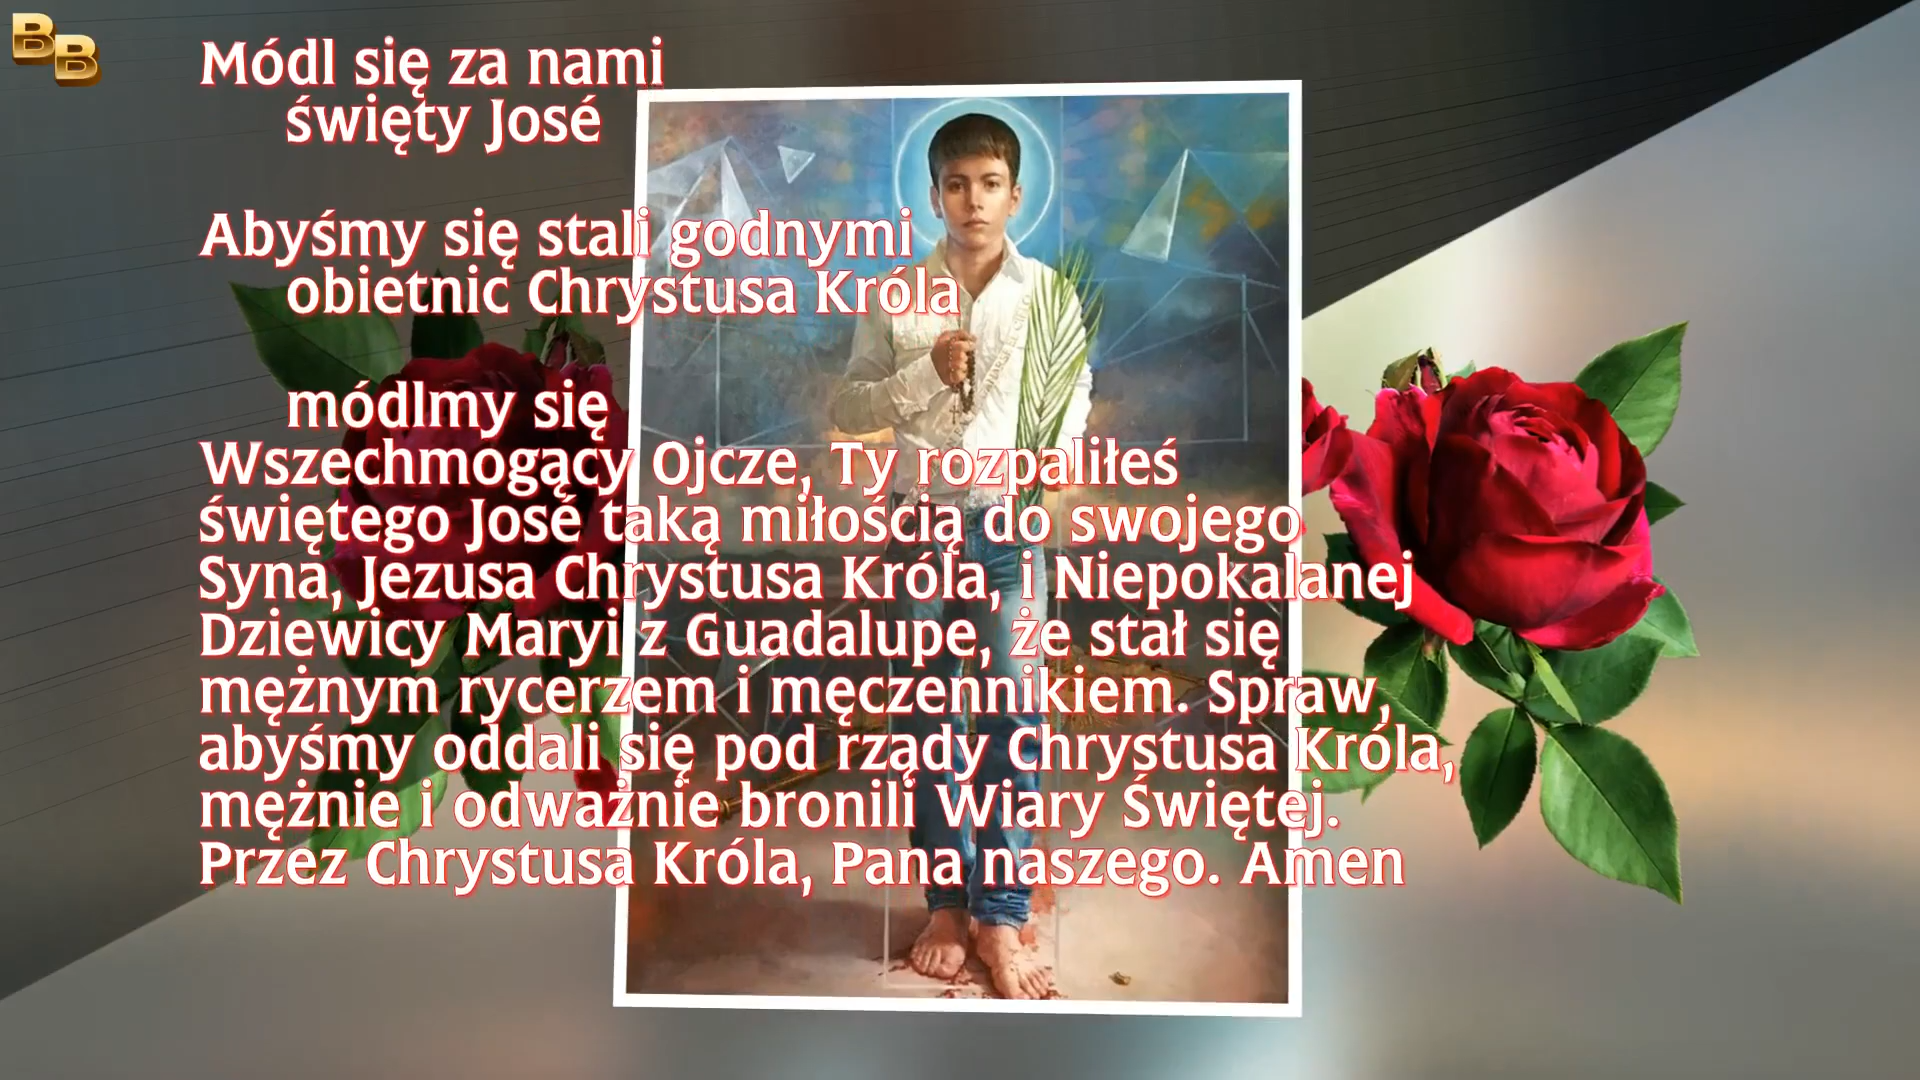 BB
Módl się za nami
święty José
Abyśmy się stali godnymi
obietnic Chrystusa Króla
módlmy się
Wszechmogący Ojcze, Ty rozpaliłeś
świętego José taką miłością do swojego
Syna, Jezusa Chrystusa Króla, i Niepokalanej
Dziewicy Maryi z Guadalupe, że stał się
mężnym rycerzem i męczennikiem. Spraw,
abyśmy oddali się pod rządy Chrystusa Króla,
mężnie i odważnie bronili Wiary Świętej.
Przez Chrystusa Króla, Pana naszego. Amen